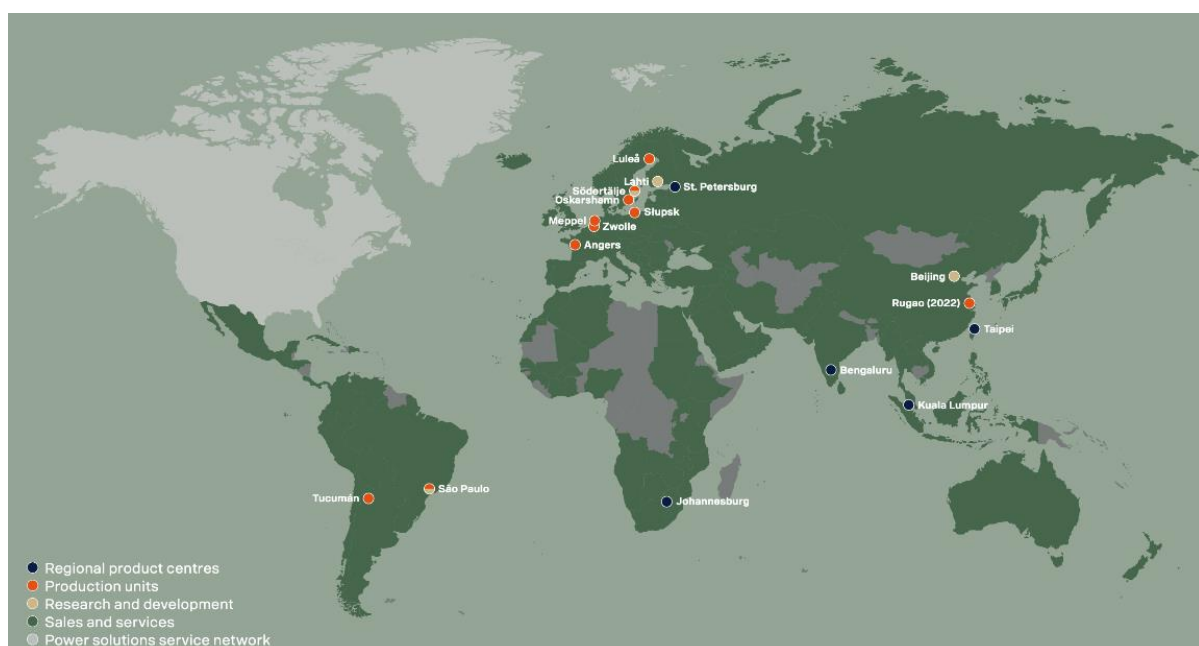 Luleå
Lahti
St. Petersburg
Södertälje
Oskarshamn
Słupsk
Meppel
Zwolle
Angers
Beijing
Rugao (2022)
Taipei
Bengaluru
Kuala Lumpur
São Paulo
Tucumán
Johannesburg
Regional product centres
Production units
Research and development
Sales and services
Power solutions service network